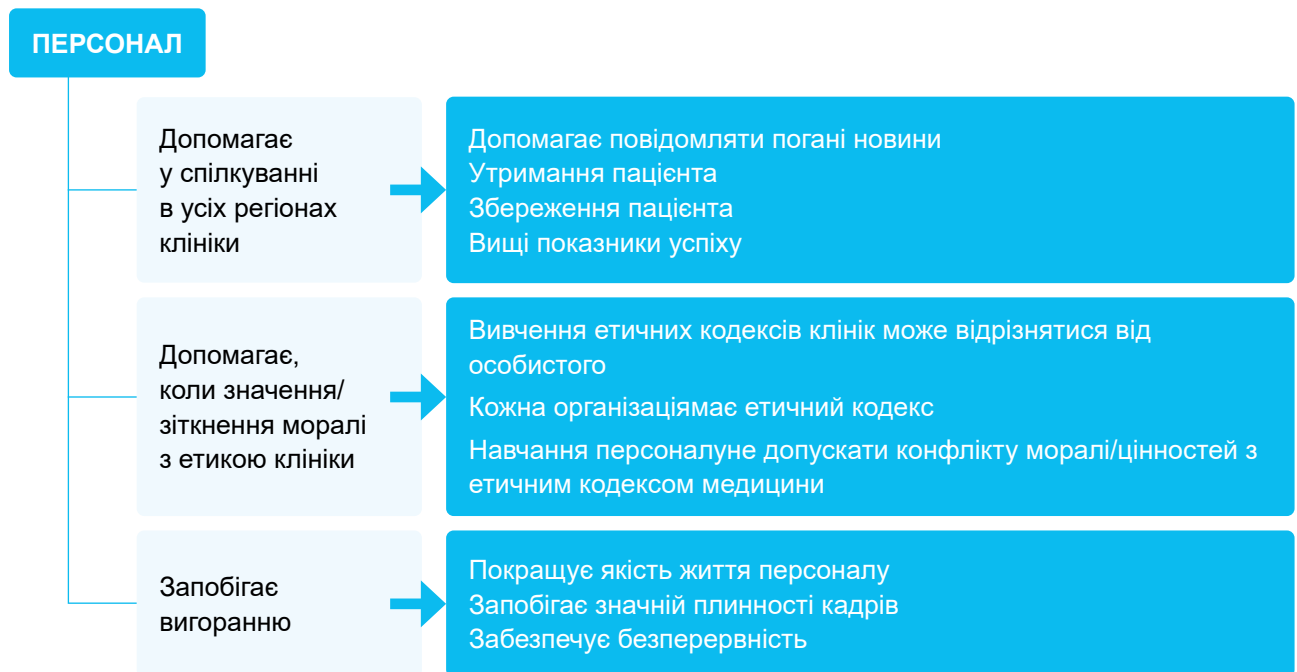 ПЕРСОНАЛ
Допомагає
у спілкуванні
в усіх регіонах
клініки
Допомагає повідомляти погані новини
Утримання пацієнта
Збереження пацієнта
Вищі показники успіху
Допомагає,
коли значення/
зіткнення моралі
з етикою клініки
Вивчення етичних кодексів клінік може відрізнятися від
особистого
Кожна організаціямає етичний кодекс
Навчання персоналуне допускати конфлікту моралі/цінностей з
етичним кодексом медицини
Запобігає
вигоранню
Покращує якість життя персоналу
Запобігає значній плинності кадрів
Забезпечує безперервність